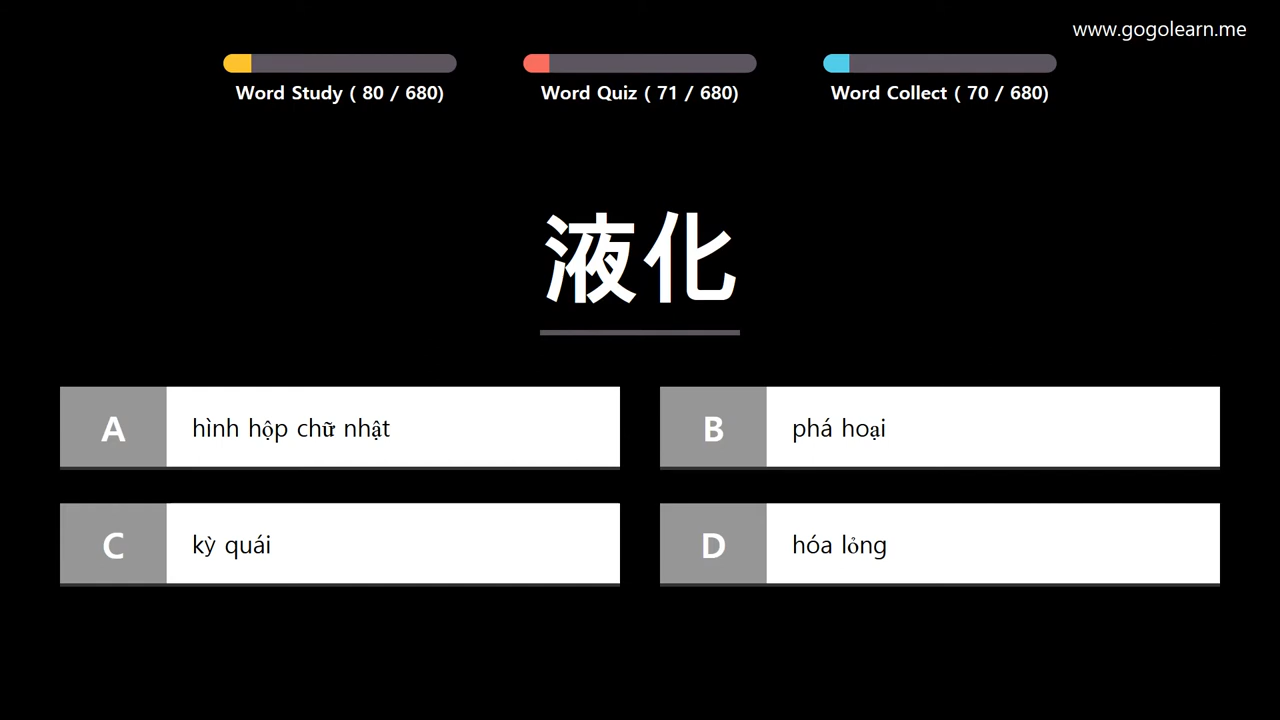 www.gogolearn.me
Word Study ( 80 / 680)
Word Quiz ( 71 / 680)
Word Collect ( 70 / 680)
液化
A hình hộp chữ nhật
B phá hoại
C kỳ quái
D hóa lỏng